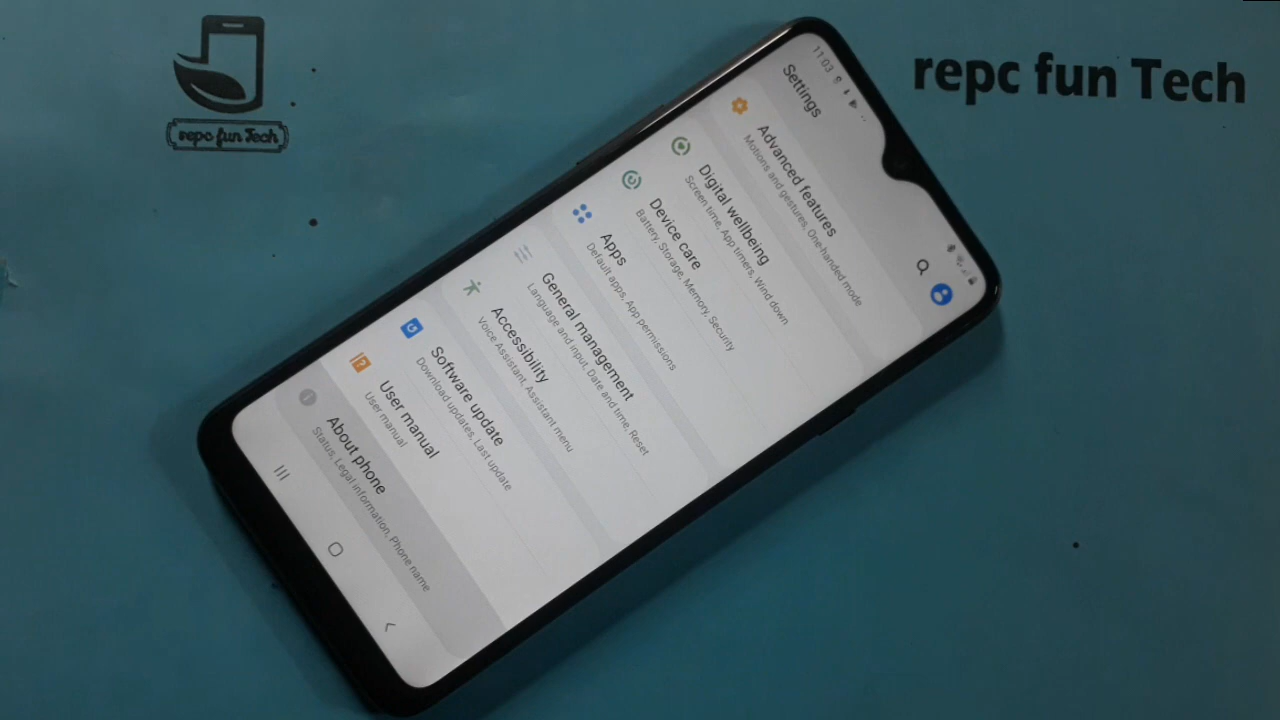 repc fun Tech
repc fun Tech
11:03
Settings
Advanced features
Motions and gestures, One-handed mode
Digital wellbeing
Screen time, App timers, Wind down
Device care
Battery, Storage, Memory, Security
Apps
Default apps, App permissions
General management
Language and input, Date and time, Reset
Accessibility
Voice Assistant, Assistant menu
Software update
Download updates, Last update
User manual
User manual
About phone
Status, Legal information, Phone name